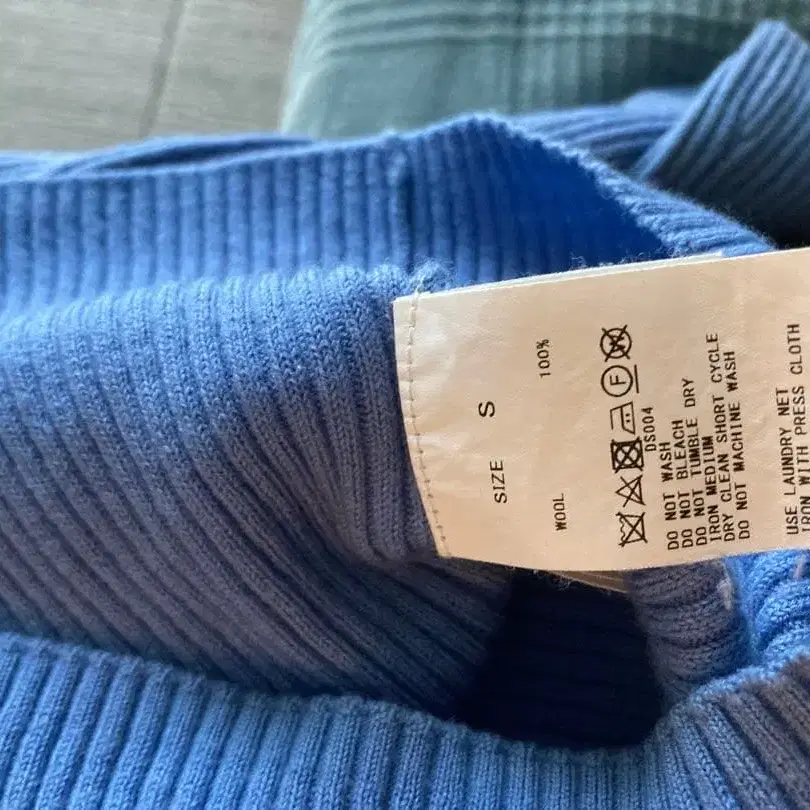 SIZE S
WOOL 100%
F W
DS004
DO NOT WASH
DO NOT BLEACH
DO NOT TUMBLE DRY
IRON MEDIUM
DRY CLEAN SHORT CYCLE
DO NOT MACHINE WASH
USE LAUNDRY NET
IRON WITH PRESS CLOTH